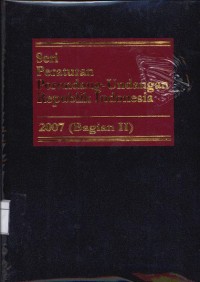 Seri
Peraturan
Perundang-Undangan
Republik Indonesia
2007 (Bagian II)